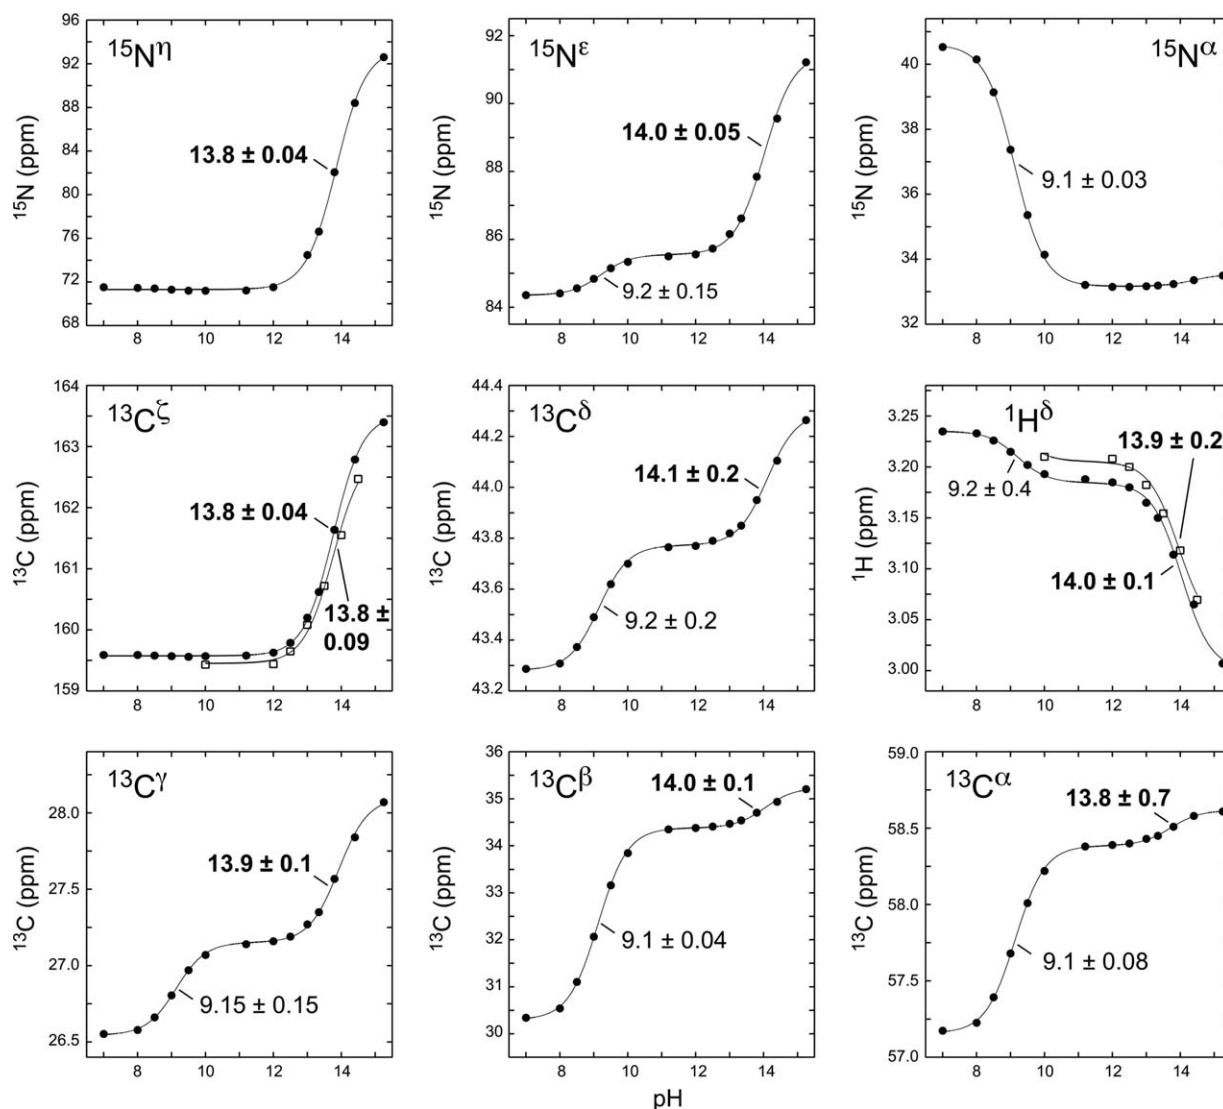 15Nη
15N (ppm)
96
92
88
84
80
76
72
68
13.8 ± 0.04
8 10 12 14
15Nε
15N (ppm)
92
90
88
86
84
14.0 ± 0.05
9.2 ± 0.15
8 10 12 14
15Nα
15N (ppm)
40
38
36
34
32
9.1 ± 0.03
8 10 12 14
13Cζ
13C (ppm)
164
163
162
161
160
159
13.8 ± 0.04
13.8 ±
0.09
8 10 12 14
13Cδ
13C (ppm)
44.4
44.2
44.0
43.8
43.6
43.4
43.2
14.1 ± 0.2
9.2 ± 0.2
8 10 12 14
1Hδ
1H (ppm)
3.25
3.20
3.15
3.10
3.05
3.00
13.9 ± 0.2
9.2 ± 0.4
14.0 ± 0.1
8 10 12 14
13Cγ
13C (ppm)
28.0
27.5
27.0
26.5
13.9 ± 0.1
9.15 ± 0.15
8 10 12 14
13Cβ
13C (ppm)
36
35
34
33
32
31
30
14.0 ± 0.1
9.1 ± 0.04
8 10 12 14
13Cα
13C (ppm)
59.0
58.5
58.0
57.5
57.0
13.8 ± 0.7
9.1 ± 0.08
8 10 12 14
pH